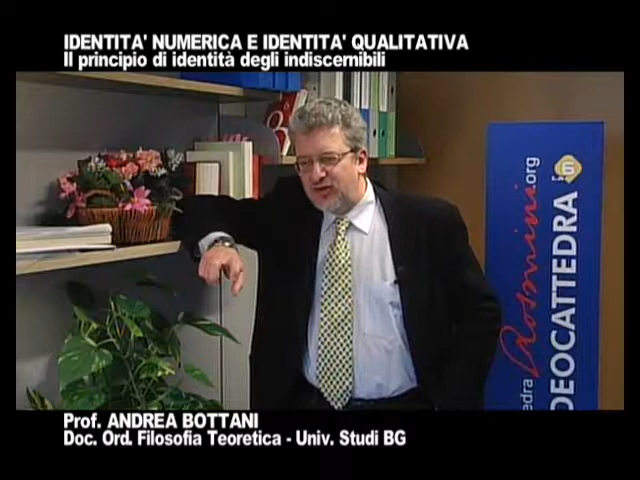 IDENTITA' NUMERICA E IDENTITA' QUALITATIVA
Il principio di identità degli indiscernibili
Rosmini.org
VIDEOCATTEDRA
Prof. ANDREA BOTTANI
Doc. Ord. Filosofia Teoretica - Univ. Studi BG